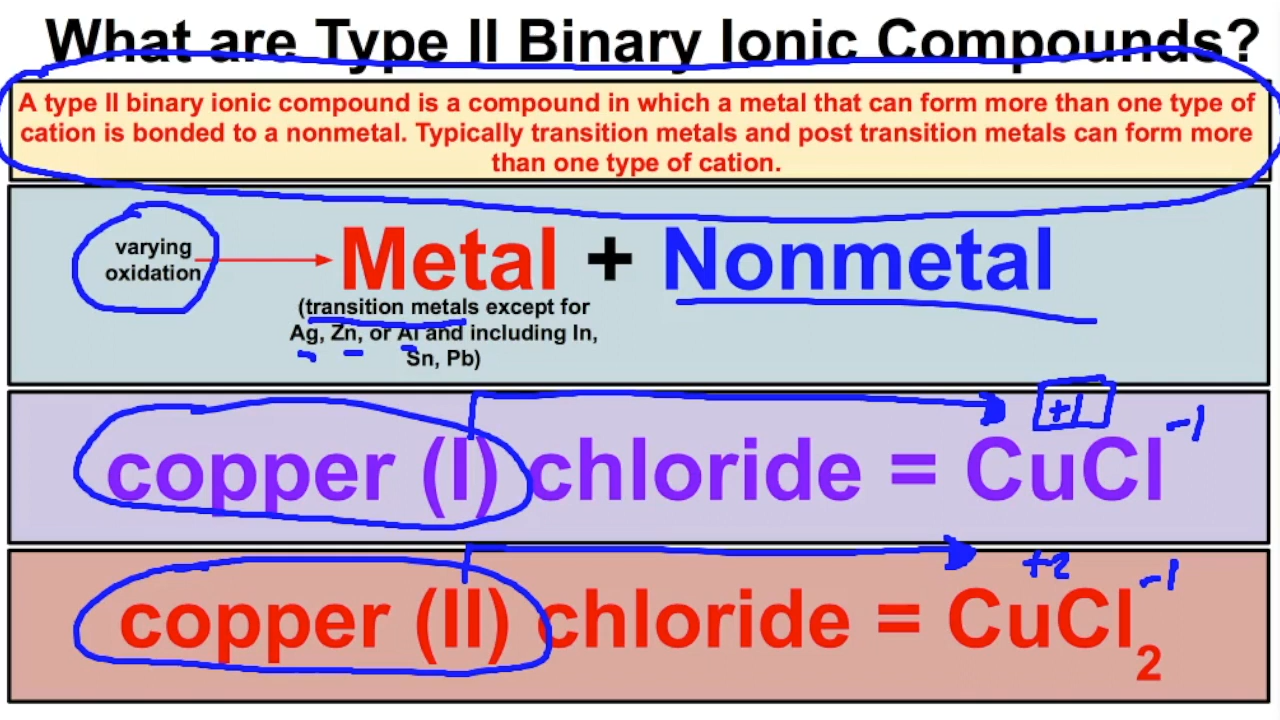 What are Type II Binary Ionic Compounds?
A type II binary ionic compound is a compound in which a metal that can form more than one type of
cation is bonded to a nonmetal. Typically transition metals and post transition metals can form more
than one type of cation.
varying
oxidation
Metal + Nonmetal
(transition metals except for
Ag, Zn, or Al and including In,
Sn, Pb)
+1 -1
copper (I) chloride = CuCl
+2 -1
copper (II) chloride = CuCl₂